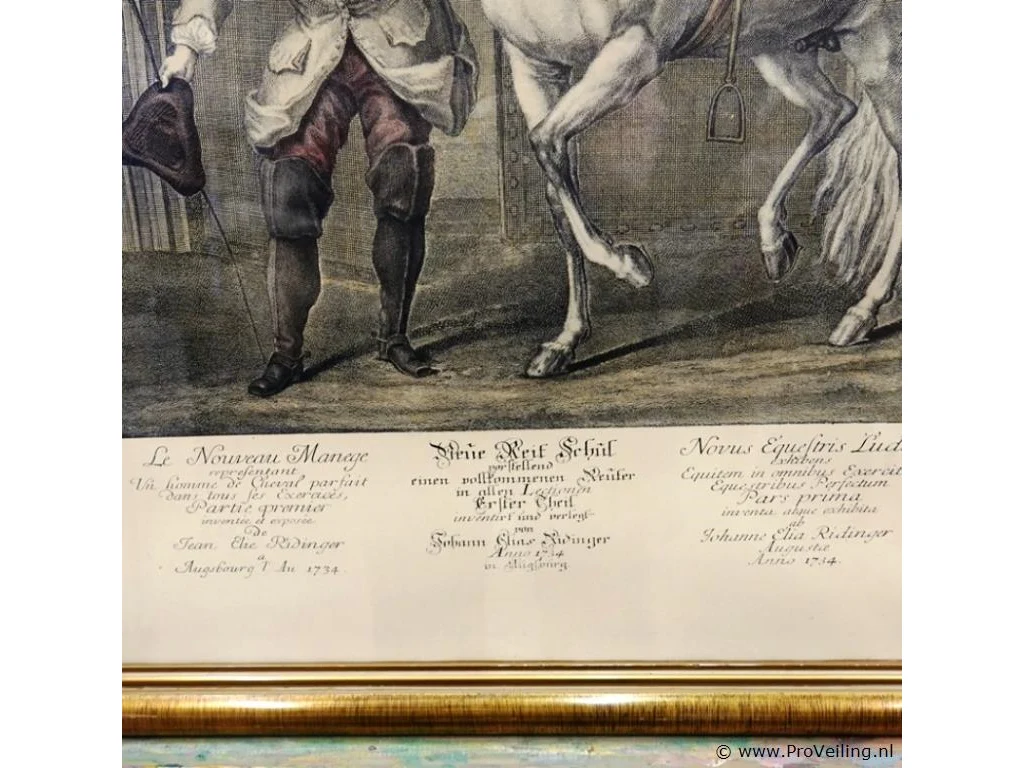 Le Nouveau Manege
representant
Un homme de Cheval parfait
dans tous ses Exercices,
Partie premier
inventée et exposée
de
Jean Elie Ridinger
a
Augsbourg l' An 1734.
Neue Reit Schul
vorstellend
einen vollkommenen Reuter
in allen Lectionen
Erster Theil
inventirt und verlegt
von
Johann Elias Ridinger
Anno 1734
in Augsburg.
Novus Equestris Lud
Exhibens
Equitem in omnibus Exercit
Equestribus Perfectum
Pars prima
inventa atque exhibita
ab
Johanne Elia Ridinger
Augustæ
Anno 1734.
© www.ProVeiling.nl